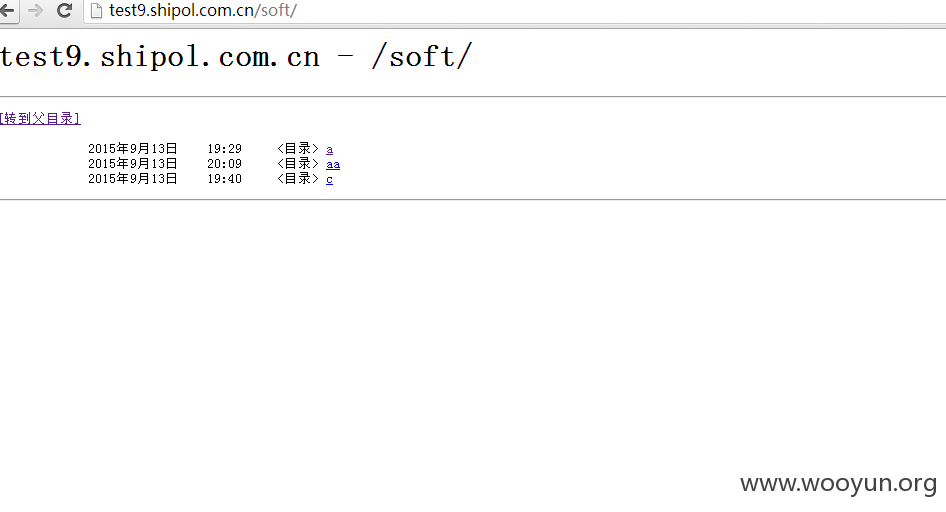 test9.shipol.com.cn/soft/
test9.shipol.com.cn - /soft/
[转到父目录]
2015年9月13日 19:29 <目录> a
2015年9月13日 20:09 <目录> aa
2015年9月13日 19:40 <目录> c
www.wooyun.org